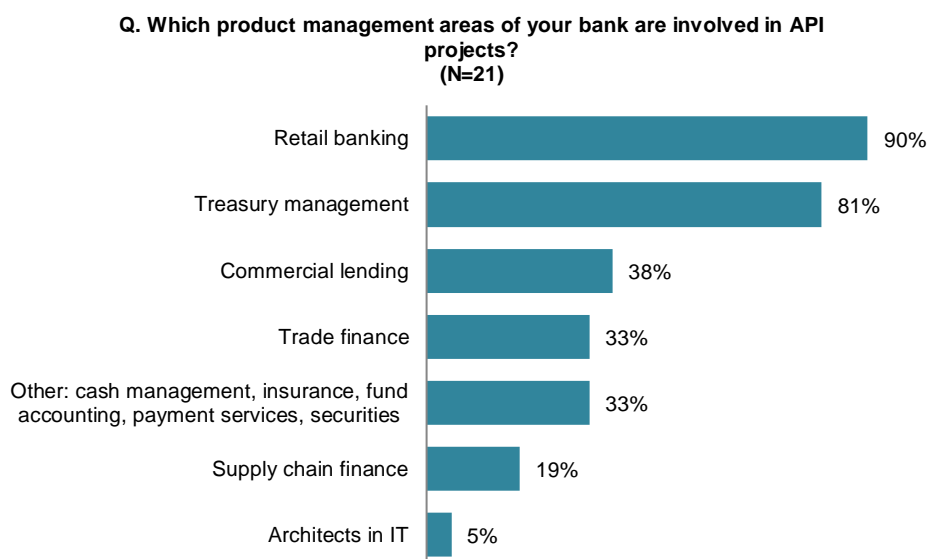 Q. Which product management areas of your bank are involved in API
projects?
(N=21)
Retail banking
90%
Treasury management
81%
Commercial lending
38%
Trade finance
33%
Other: cash management, insurance, fund
accounting, payment services, securities
33%
Supply chain finance
19%
Architects in IT
5%